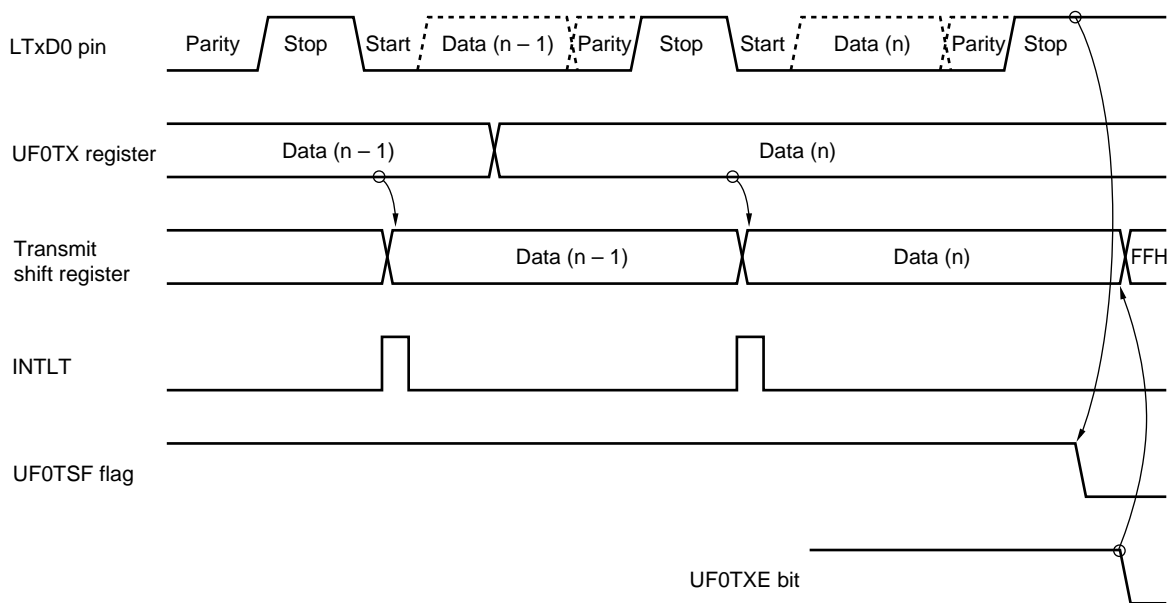 LTxD0 pin
Parity Stop Start Data (n – 1) Parity Stop Start Data (n) Parity Stop
UF0TX register
Data (n – 1) Data (n)
Transmit
shift register
Data (n – 1) Data (n) FFH
INTLT
UF0TSF flag
UF0TXE bit